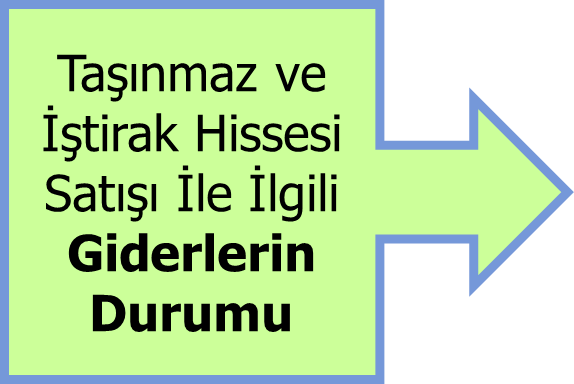 Taşınmaz ve
İştirak Hissesi
Satışı İle İlgili
Giderlerin
Durumu